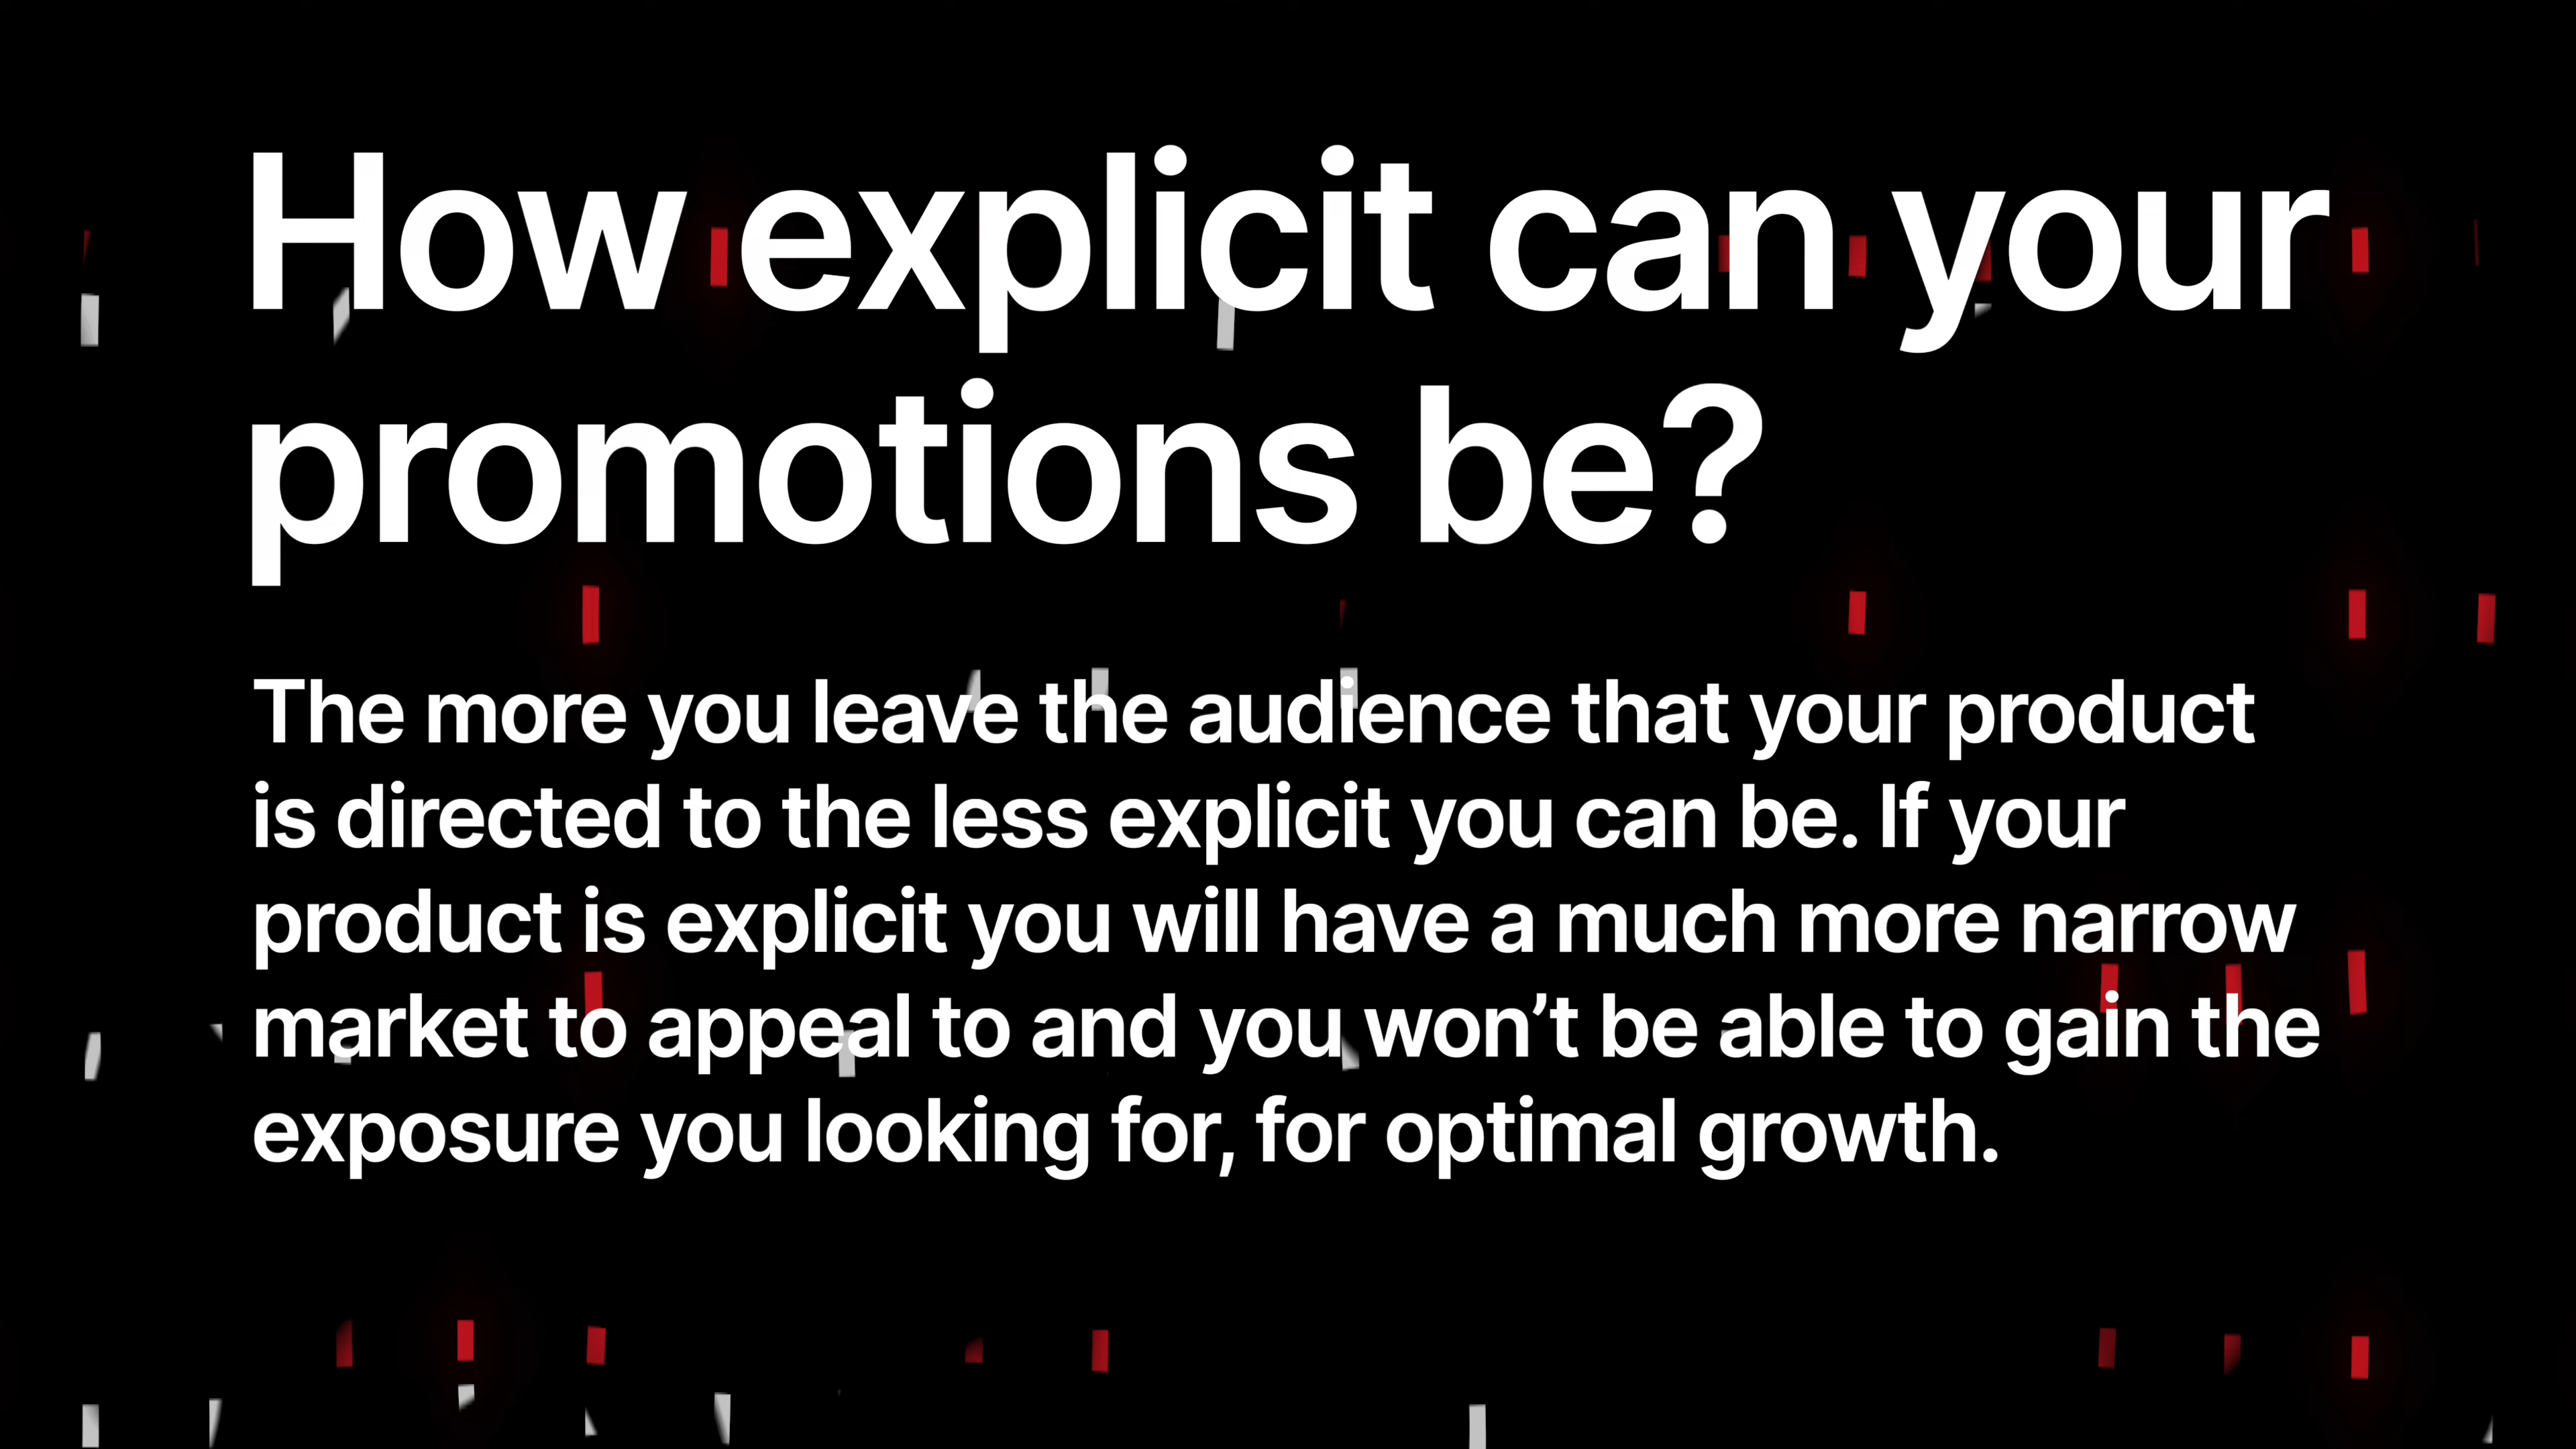 How explicit can your
promotions be?
The more you leave the audience that your product
is directed to the less explicit you can be. If your
product is explicit you will have a much more narrow
market to appeal to and you won’t be able to gain the
exposure you looking for, for optimal growth.